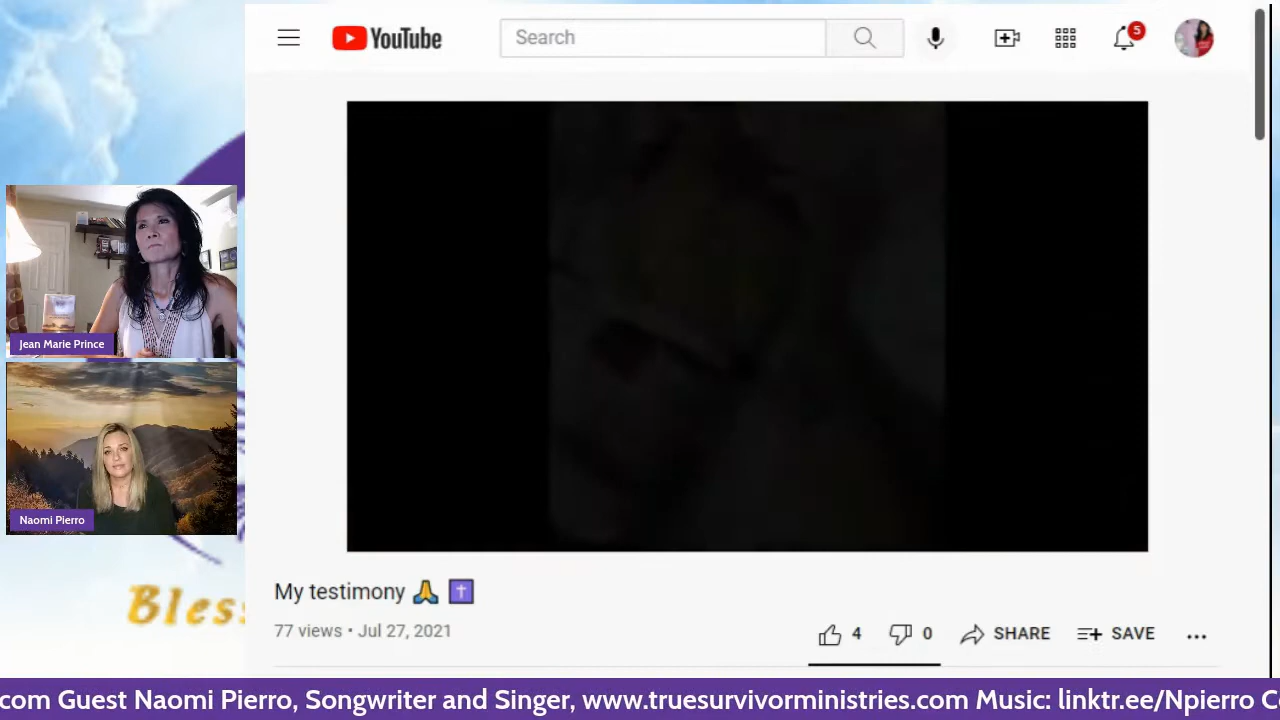 YouTube
Search
5
Jean Marie Prince
Naomi Pierro
Bless
My testimony 🙏 ✝️
77 views • Jul 27, 2021
4
0
SHARE
SAVE
com Guest Naomi Pierro, Songwriter and Singer, www.truesurvivorministries.com Music: linktr.ee/Npierro C